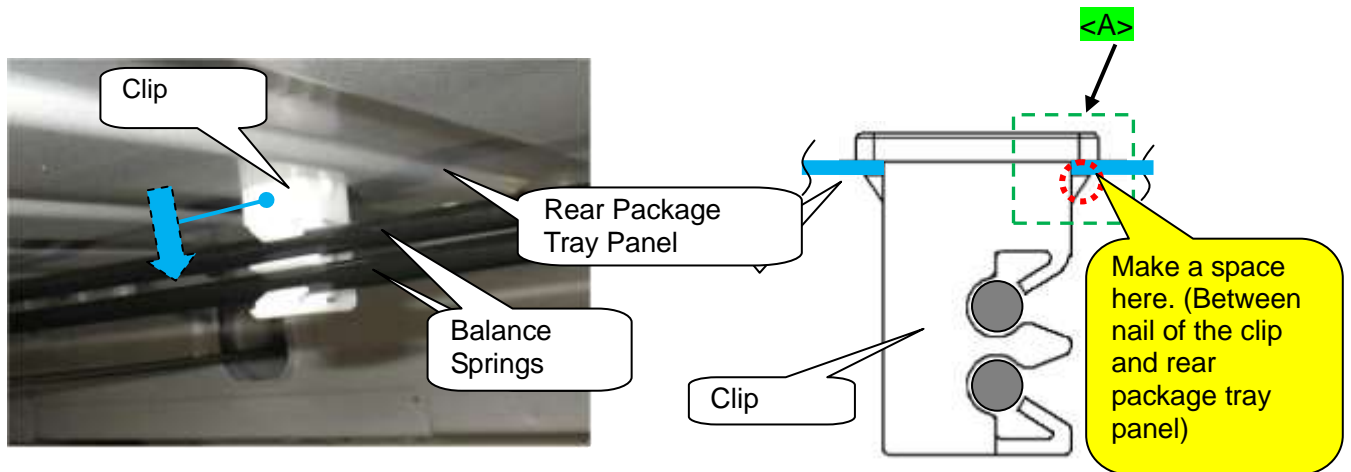 <A>
Clip
Rear Package
Tray Panel
Balance
Springs
Clip
Make a space
here. (Between
nail of the clip
and rear
package tray
panel)